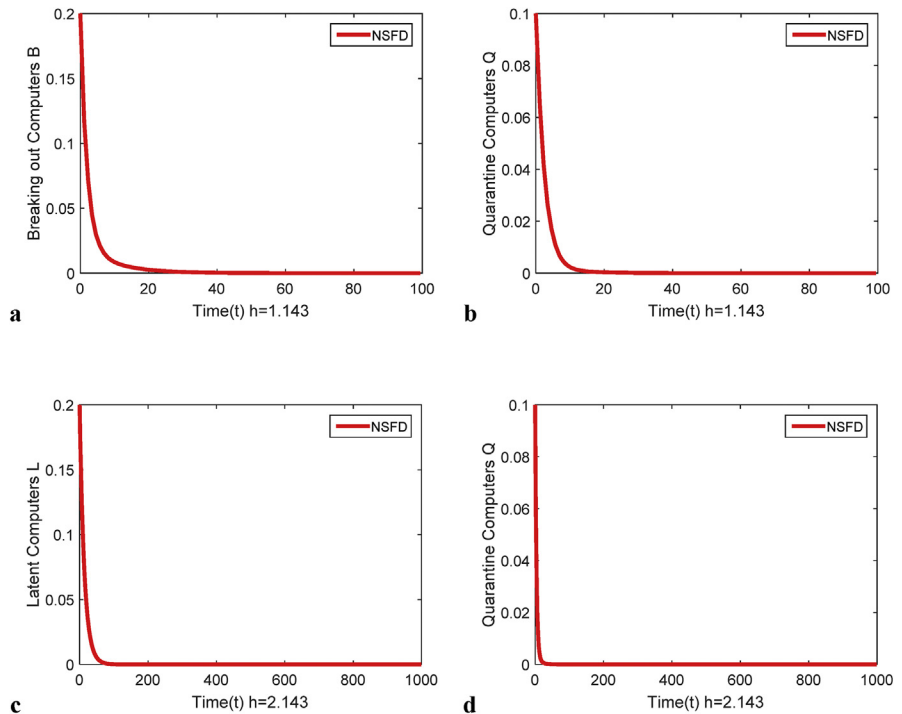 NSFD
Breaking out Computers B
0.2
0.15
0.1
0.05
0
0 20 40 60 80 100
Time(t) h=1.143
a
NSFD
Quarantine Computers Q
0.1
0.08
0.06
0.04
0.02
0
0 20 40 60 80 100
Time(t) h=1.143
b
NSFD
Latent Computers L
0.2
0.15
0.1
0.05
0
0 200 400 600 800 1000
Time(t) h=2.143
c
NSFD
Quarantine Computers Q
0.1
0.08
0.06
0.04
0.02
0
0 200 400 600 800 1000
Time(t) h=2.143
d